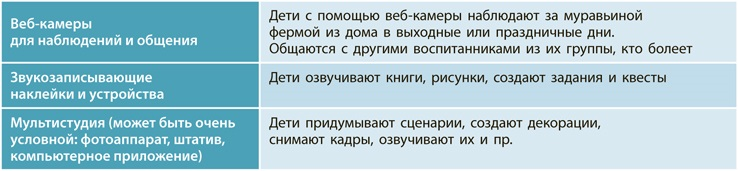 Веб-камеры
для наблюдений и общения
Дети с помощью веб-камеры наблюдают за муравьиной
фермой из дома в выходные или праздничные дни.
Общаются с другими воспитанниками из их группы, кто болеет
Звукозаписывающие
наклейки и устройства
Дети озвучивают книги, рисунки, создают задания и квесты
Мультистудия (может быть очень
условной: фотоаппарат, штатив,
компьютерное приложение)
Дети придумывают сценарии, создают декорации,
снимают кадры, озвучивают их и пр.